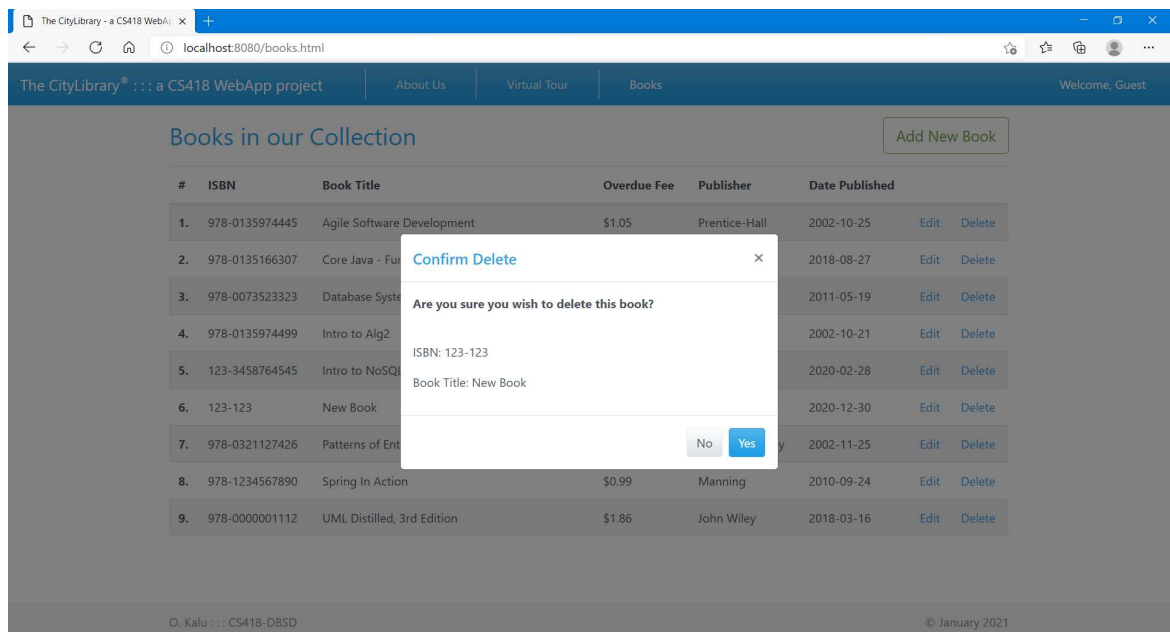 The CityLibrary - a CS418 WebAp
localhost:8080/books.html
The CityLibrary® : : : a CS418 WebApp project About Us Virtual Tour Books Welcome, Guest
Books in our Collection Add New Book
# ISBN Book Title Overdue Fee Publisher Date Published
1. 978-0135974445 Agile Software Development $1.05 Prentice-Hall 2002-10-25 Edit Delete
2. 978-0135166307 Core Java - Fur 2018-08-27 Edit Delete
3. 978-0073523323 Database Syste 2011-05-19 Edit Delete
4. 978-0135974499 Intro to Alg2 2002-10-21 Edit Delete
5. 123-3458764545 Intro to NoSQL 2020-02-28 Edit Delete
6. 123-123 New Book 2020-12-30 Edit Delete
7. 978-0321127426 Patterns of Ent y 2002-11-25 Edit Delete
8. 978-1234567890 Spring In Action $0.99 Manning 2010-09-24 Edit Delete
9. 978-0000001112 UML Distilled, 3rd Edition $1.86 John Wiley 2018-03-16 Edit Delete
Confirm Delete ×
Are you sure you wish to delete this book?
ISBN: 123-123
Book Title: New Book
No Yes
O. Kalu : : : CS418-DBSD © January 2021